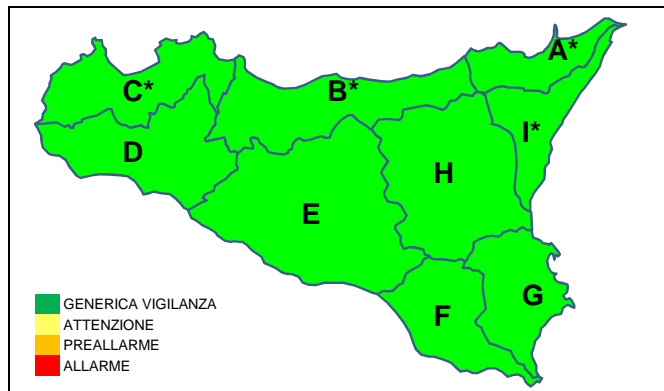 A*
C*
B*
I*
D
H
E
G
F
GENERICA VIGILANZA
ATTENZIONE
PREALLARME
ALLARME